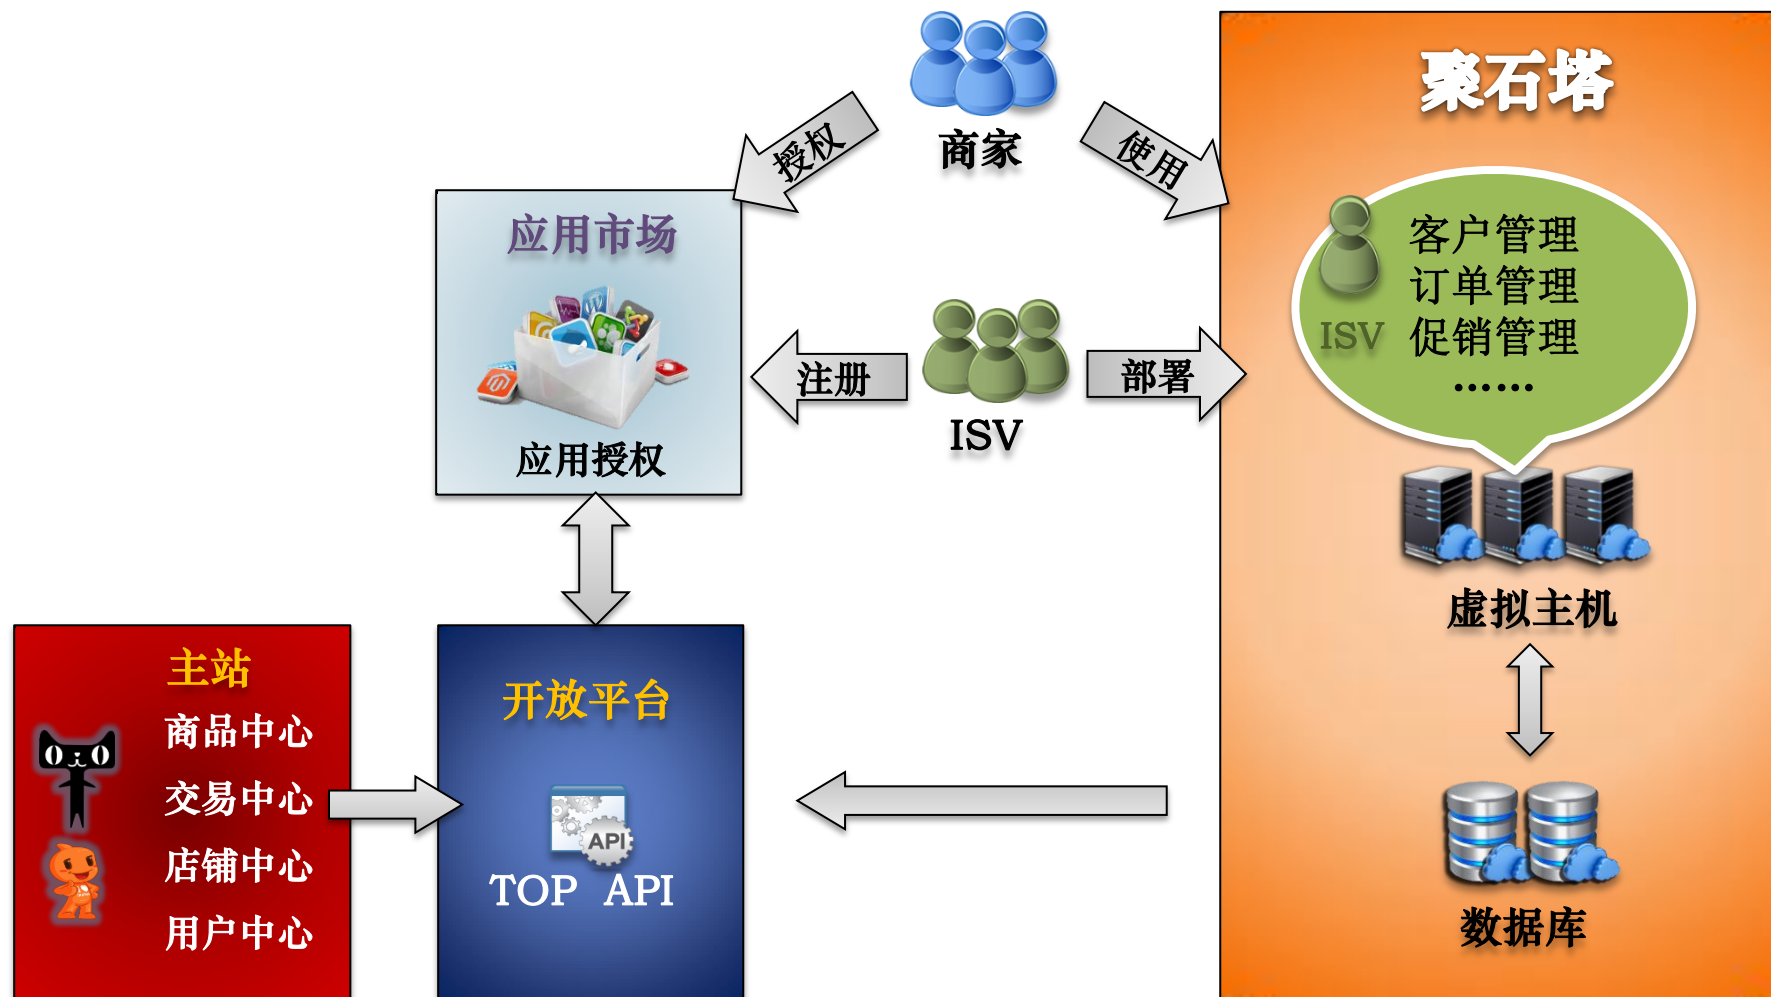 商家
聚石塔
授权
使用
应用市场
应用授权
注册
ISV
部署
ISV
客户管理
订单管理
促销管理
……
虚拟主机
数据库
主站
商品中心
交易中心
店铺中心
用户中心
开放平台
API
TOP API